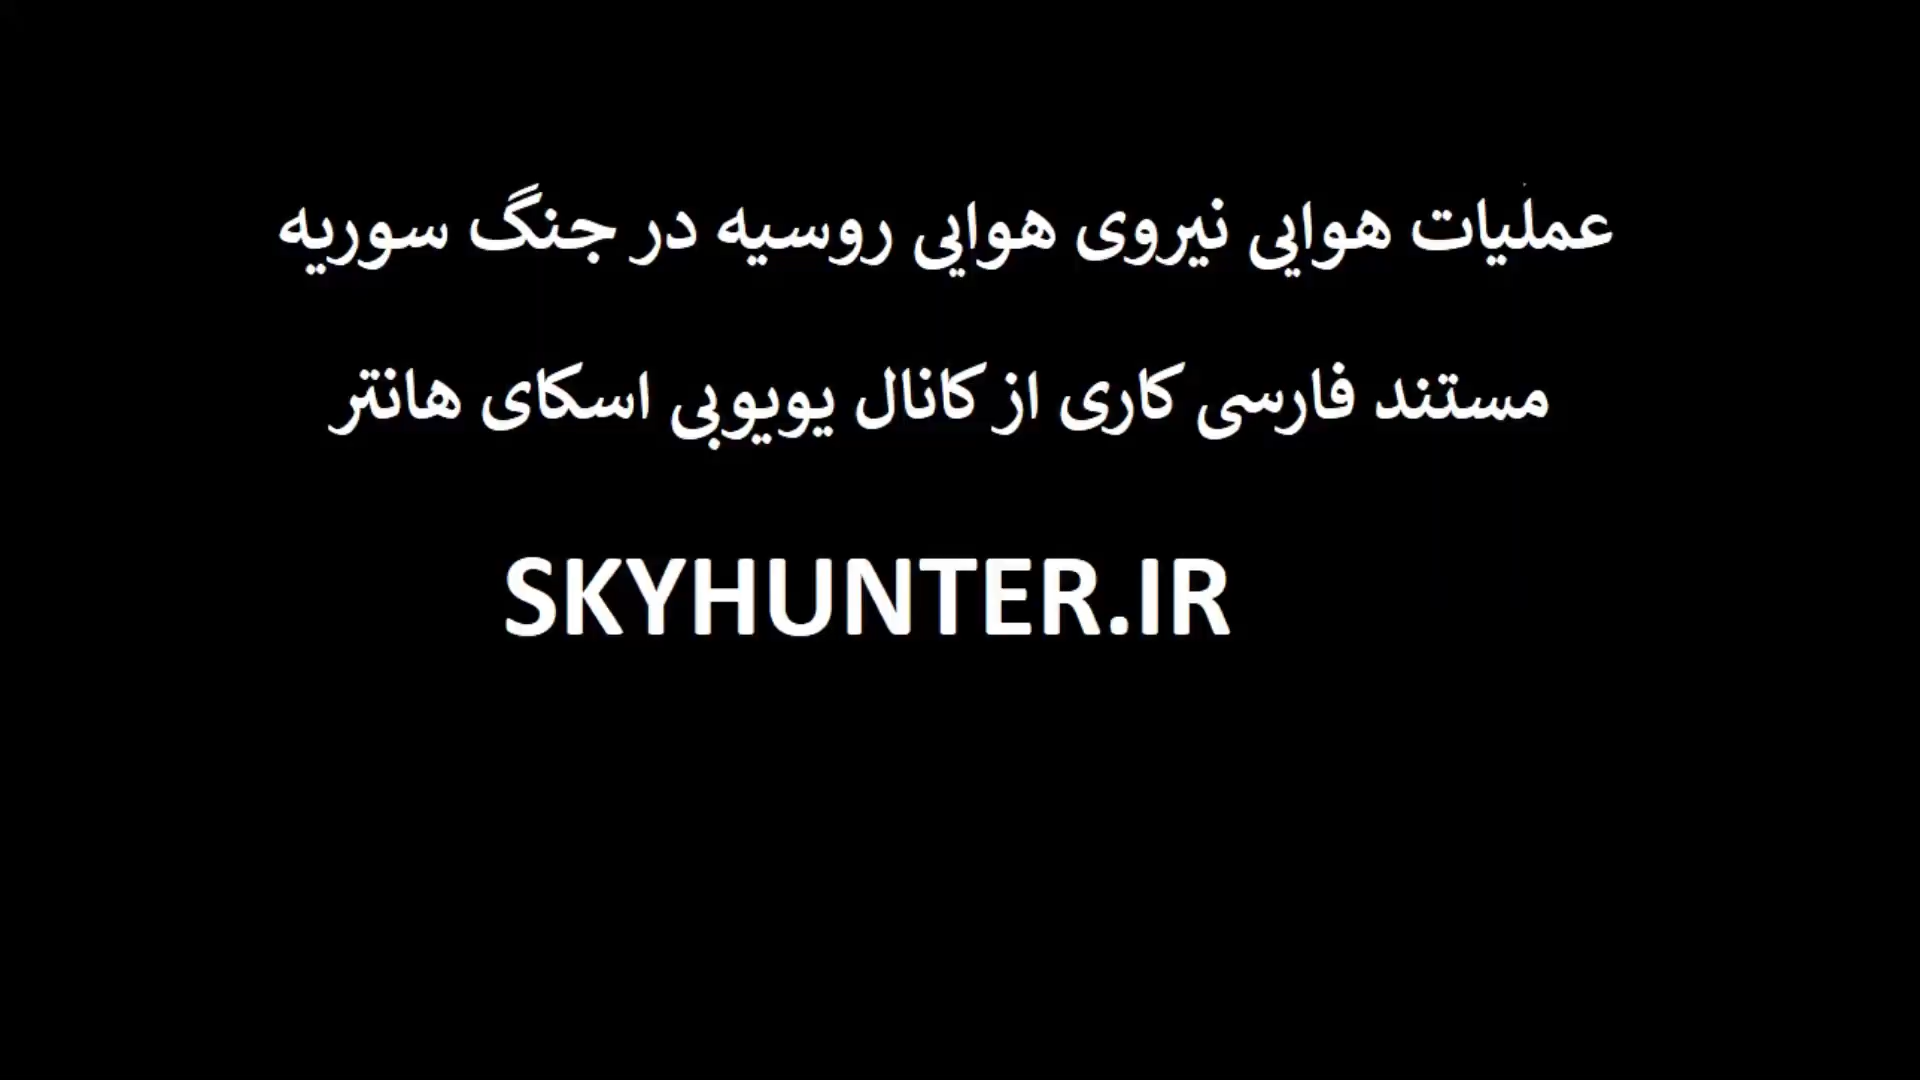 عملیات هوایی نیروی هوایی روسیه در جنگ سوریه
مستند فارسی کاری از کانال یویوبی اسکای هانتر
SKYHUNTER.IR